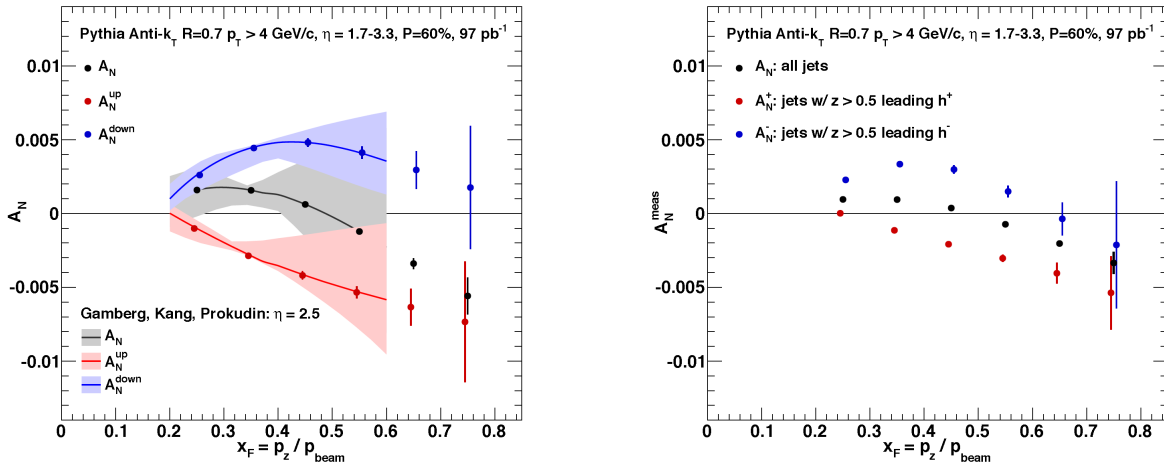 Pythia Anti-k_T R=0.7 p_T > 4 GeV/c, η = 1.7-3.3, P=60%, 97 pb⁻¹
0.01
A_N
A_N^up
0.005
A_N^down
A_N
0
-0.005
Gamberg, Kang, Prokudin: η = 2.5
A_N
-0.01
A_N^up
A_N^down
0 0.1 0.2 0.3 0.4 0.5 0.6 0.7 0.8
x_F = p_z / p_beam
Pythia Anti-k_T R=0.7 p_T > 4 GeV/c, η = 1.7-3.3, P=60%, 97 pb⁻¹
0.01
A_N: all jets
A_N^+: jets w/ z > 0.5 leading h⁺
0.005
A_N^-: jets w/ z > 0.5 leading h⁻
A_N^meas
0
-0.005
-0.01
0 0.1 0.2 0.3 0.4 0.5 0.6 0.7 0.8
x_F = p_z / p_beam